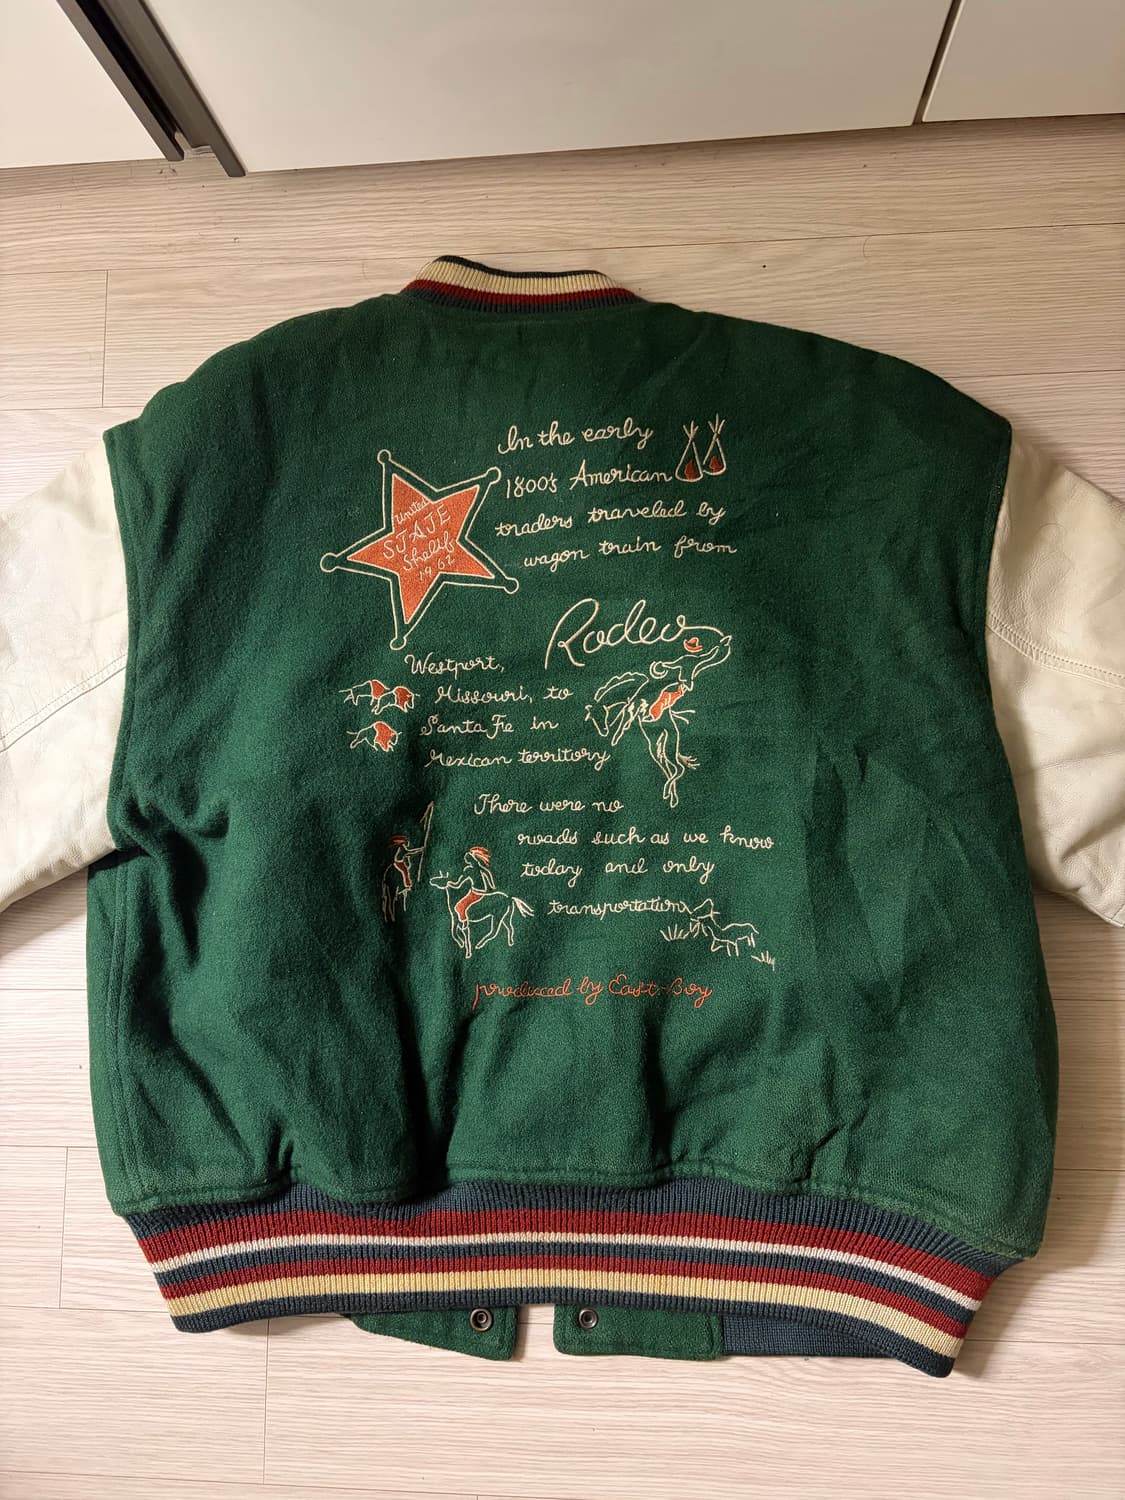 United
STATE
Sheriff
1962
In the early
1800's American
traders traveled by
wagon train from
Rodeo
Westport,
Missouri, to
Santa Fe in
Mexican territory
There were no
roads such as we know
today and only
transportation
produced by East Boy